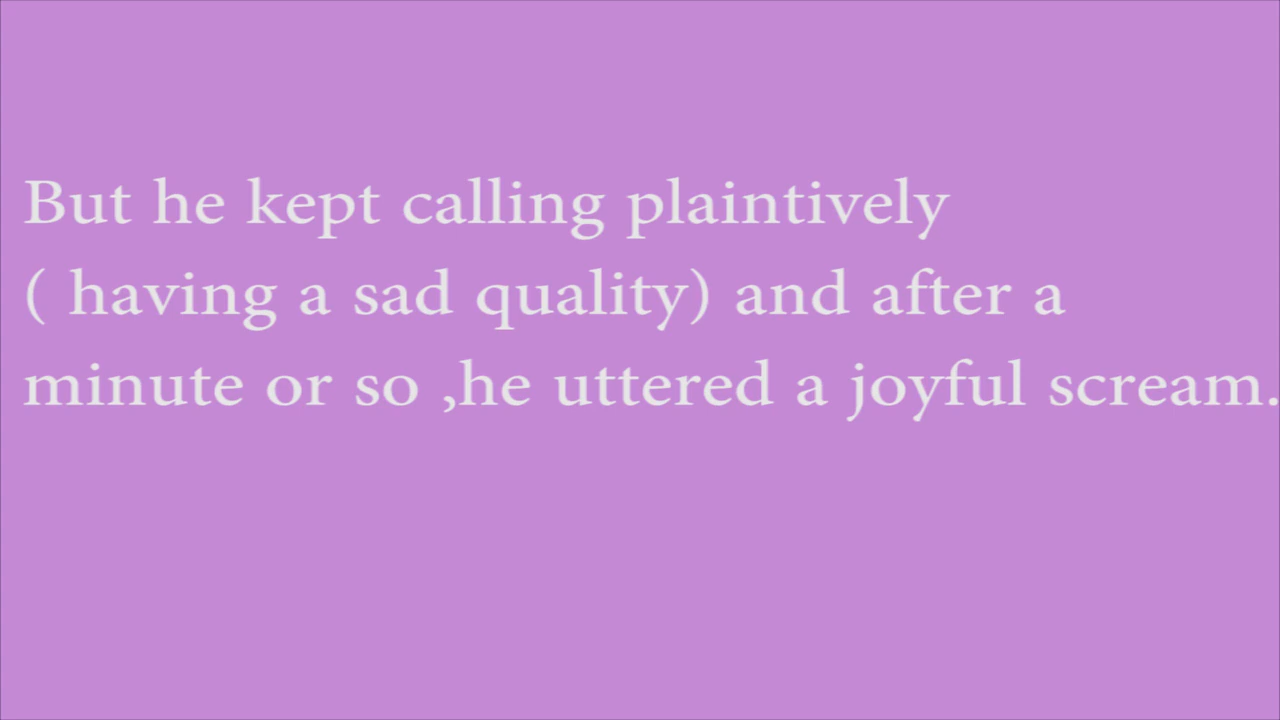 But he kept calling plaintively
( having a sad quality) and after a
minute or so ,he uttered a joyful scream.